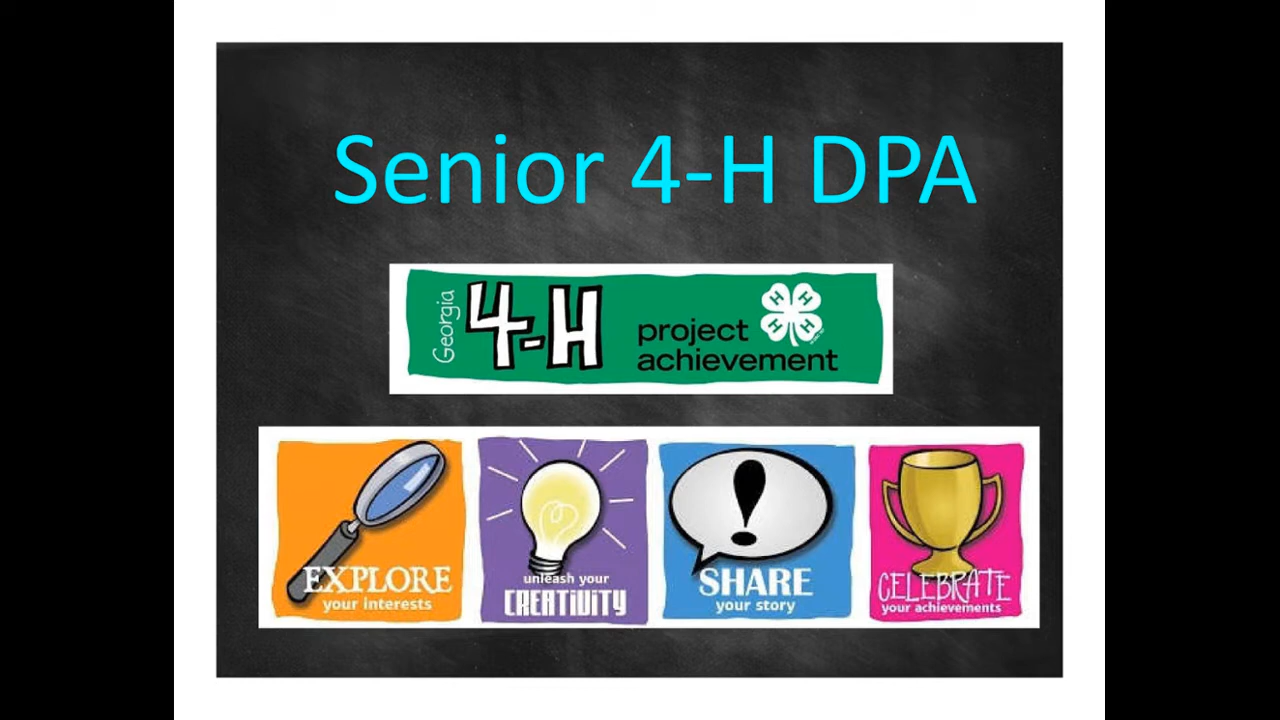 Senior 4-H DPA
Georgia
4-H
project
achievement
H H
H H
EXPLORE
your interests
unleash your
CREATIVITY
SHARE
your story
CELEBRATE
your achievements